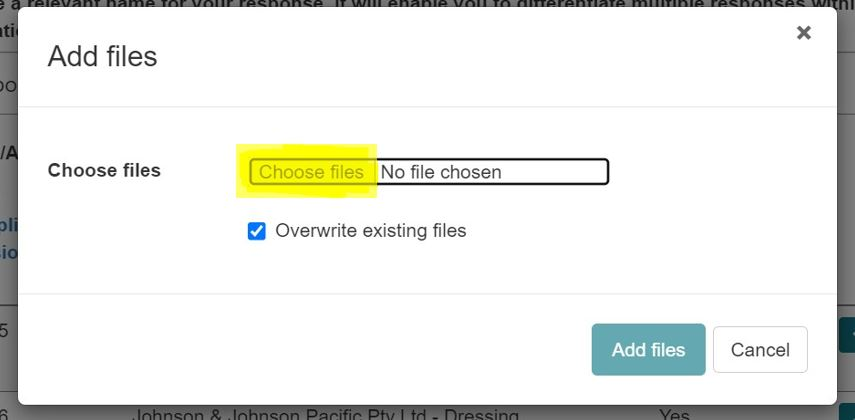 e a relevant name for your response. It will enable you to differentiate multiple responses within
Add files
Choose files
Choose files No file chosen
Overwrite existing files
Add files Cancel
Johnson & Johnson Pacific Pty Ltd - Dressing Yes